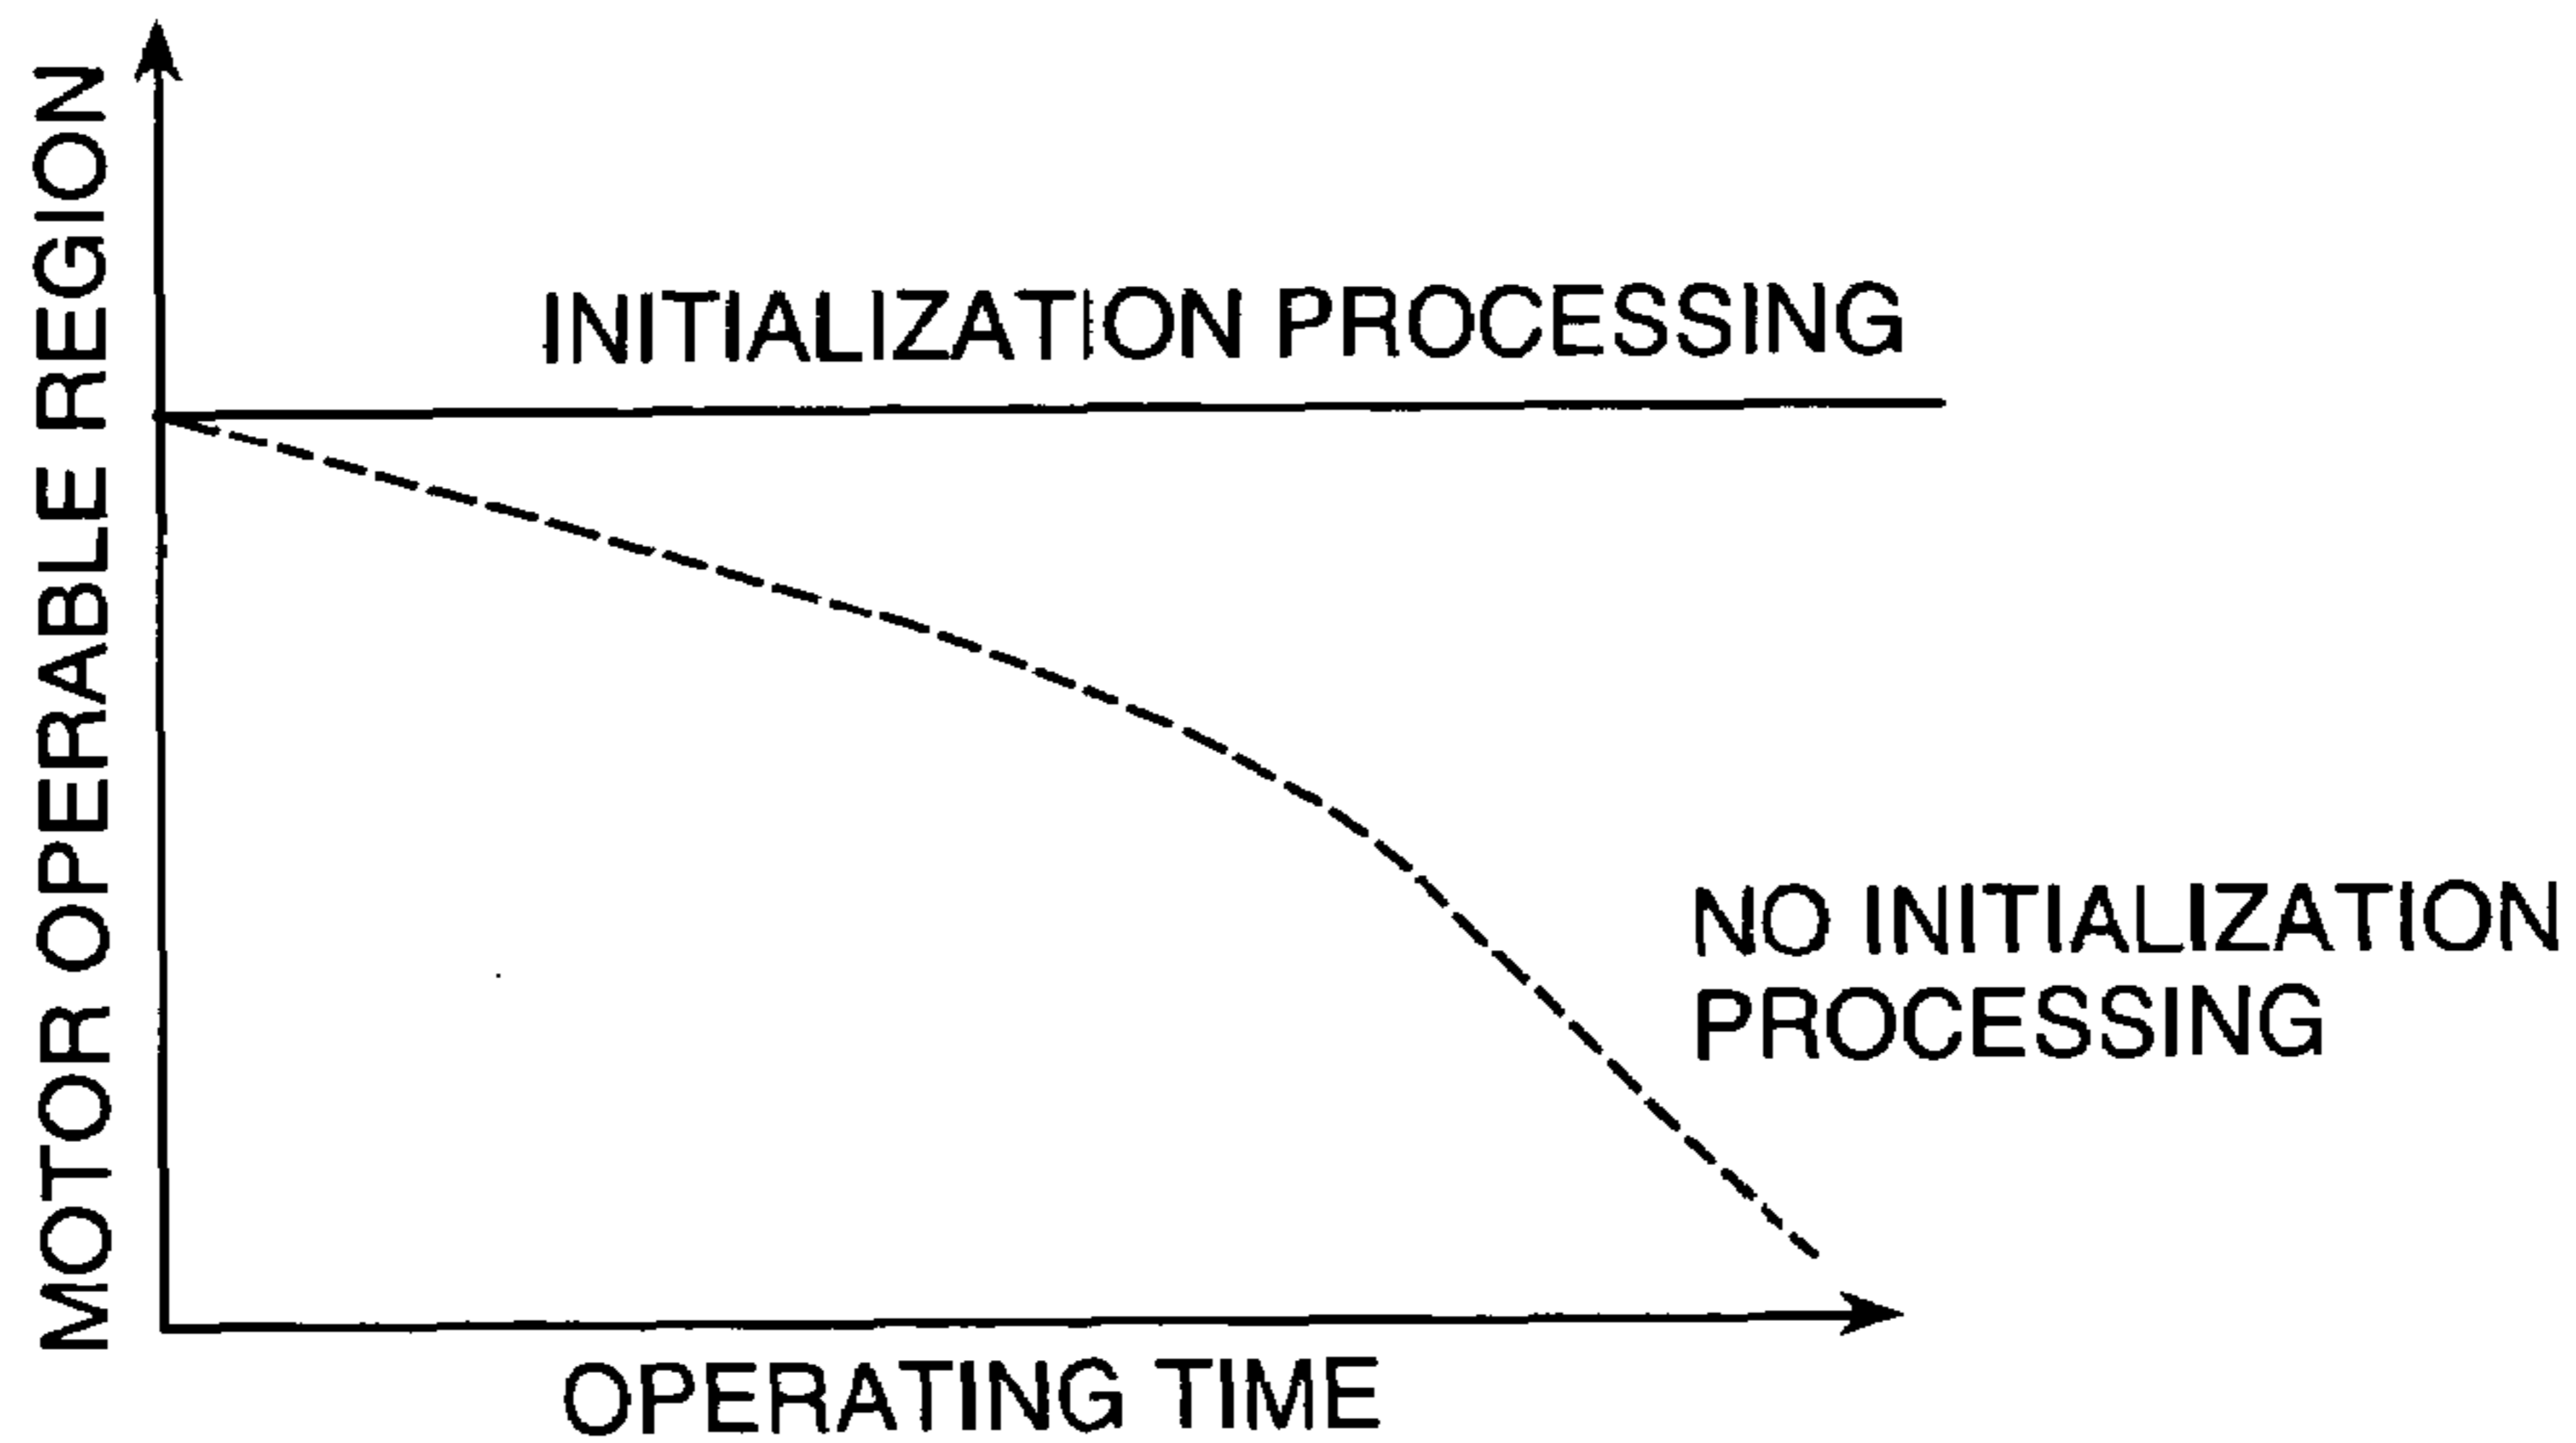 MOTOR OPERABLE REGION
INITIALIZATION PROCESSING
NO INITIALIZATION
PROCESSING
OPERATING TIME